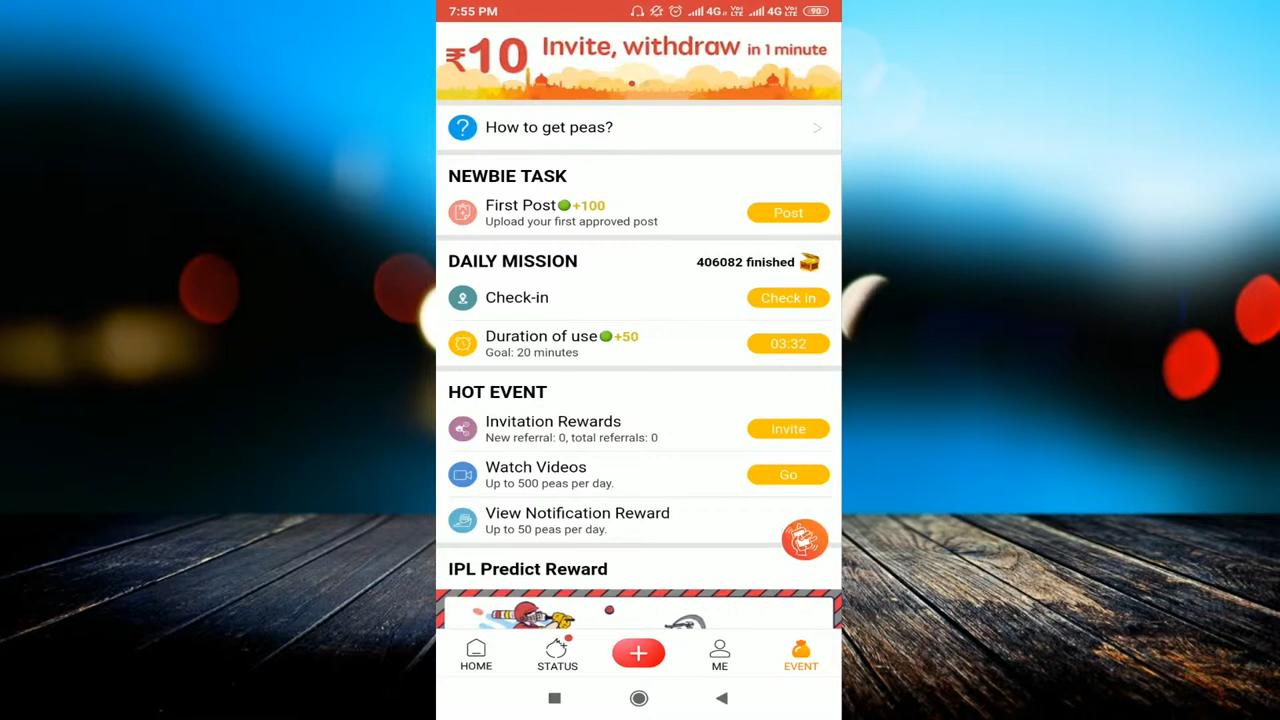 7:55 PM
4G VoLTE 4G VoLTE 90
₹10 Invite, withdraw in 1 minute
? How to get peas? >
NEWBIE TASK
First Post +100
Upload your first approved post
Post
DAILY MISSION 406082 finished
Check-in Check in
Duration of use +50
Goal: 20 minutes
03:32
HOT EVENT
Invitation Rewards
New referral: 0, total referrals: 0
Invite
Watch Videos
Up to 500 peas per day.
Go
View Notification Reward
Up to 50 peas per day.
IPL Predict Reward
HOME STATUS + ME EVENT